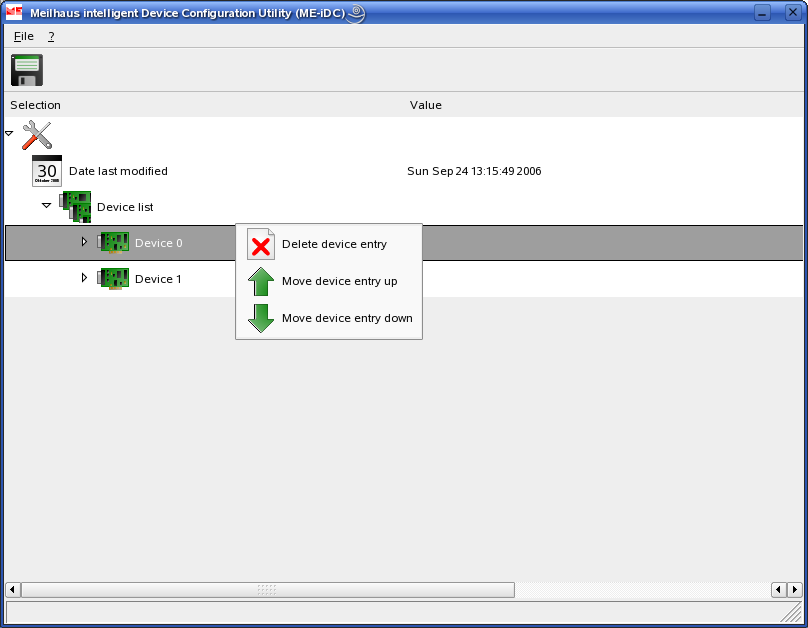 Meilhaus intelligent Device Configuration Utility (ME-iDC)
File ?
Selection Value
30
Date last modified Sun Sep 24 13:15:49 2006
Device list
Device 0
Delete device entry
Move device entry up
Device 1
Move device entry down